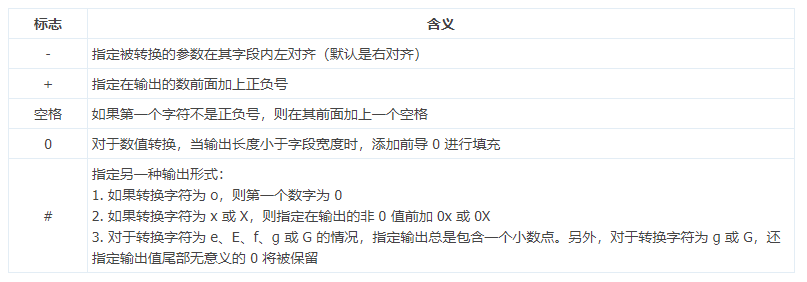 标志 含义
- 指定被转换的参数在其字段内左对齐（默认是右对齐）
+ 指定在输出的数前面加上正负号
空格 如果第一个字符不是正负号，则在其前面加上一个空格
0 对于数值转换，当输出长度小于字段宽度时，添加前导 0 进行填充
指定另一种输出形式：
1. 如果转换字符为 o，则第一个数字为 0
# 2. 如果转换字符为 x 或 X，则指定在输出的非 0 值前加 0x 或 0X
3. 对于转换字符为 e、E、f、g 或 G 的情况，指定输出总是包含一个小数点。另外，对于转换字符为 g 或 G，还
指定输出值尾部无意义的 0 将被保留